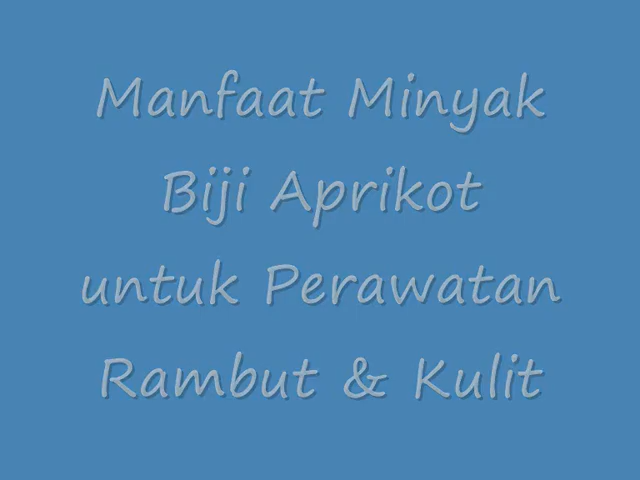 Manfaat Minyak
Biji Aprikot
untuk Perawatan
Rambut & Kulit